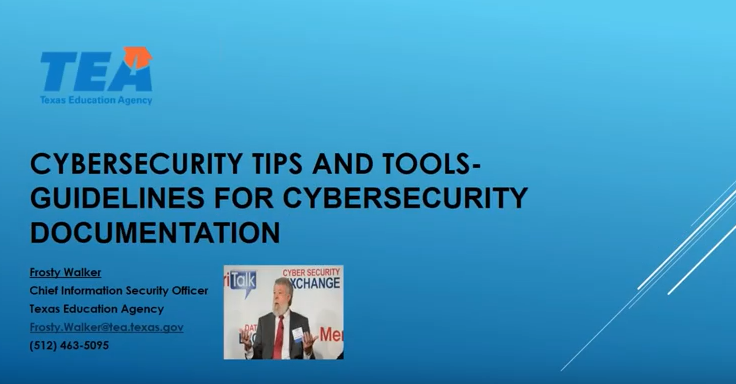 TEA
Texas Education Agency
CYBERSECURITY TIPS AND TOOLS-
GUIDELINES FOR CYBERSECURITY
DOCUMENTATION
Frosty Walker
Chief Information Security Officer
Texas Education Agency
Frosty.Walker@tea.texas.gov
(512) 463-5095
riTalk
CYBER SECURITY
XCHANGE
DAT
Mer